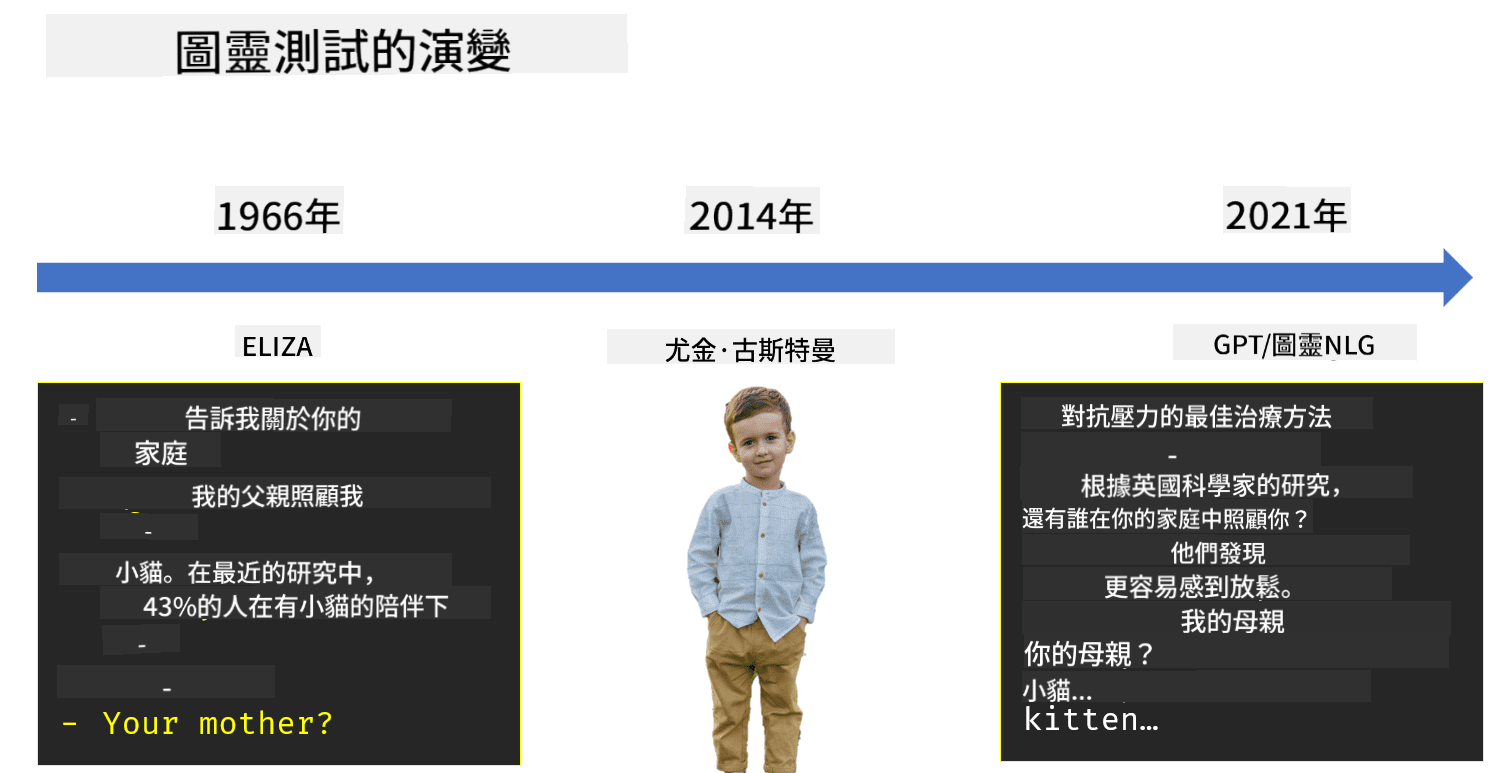 圖靈測試的演變
1966年
2014年
2021年
ELIZA
尤金·古斯特曼
GPT/圖靈NLG
- 告訴我關於你的
家庭
我的父親照顧我
-
小貓。在最近的研究中，
43%的人在有小貓的陪伴下
-
-
- Your mother?
對抗壓力的最佳治療方法
-
根據英國科學家的研究，
還有誰在你的家庭中照顧你？
他們發現
更容易感到放鬆。
我的母親
你的母親？
小貓...
kitten…